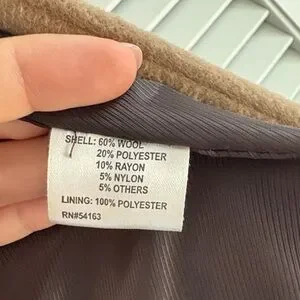 SHELL: 60% WOOL
20% POLYESTER
10% RAYON
5% NYLON
5% OTHERS
LINING: 100% POLYESTER
RN#54163